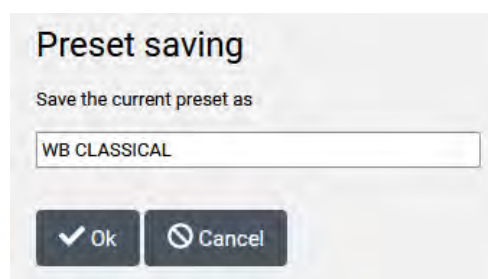 Preset saving
Save the current preset as
WB CLASSICAL
Ok Cancel